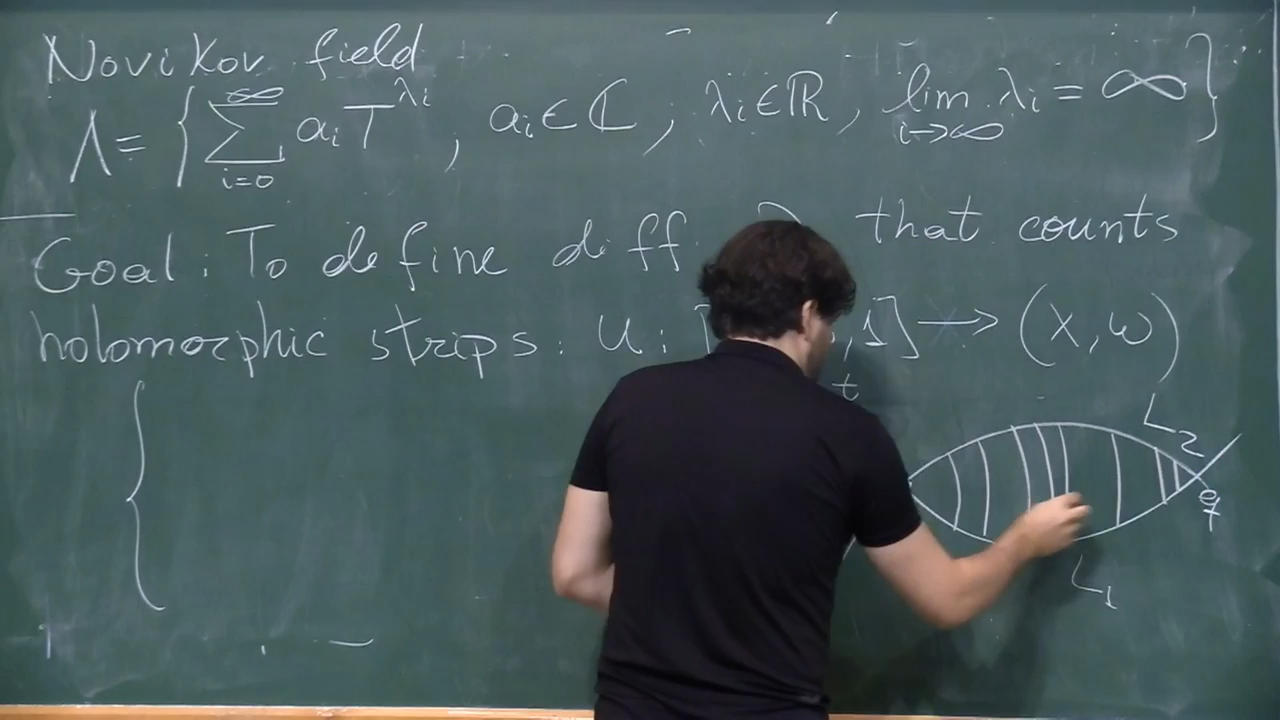 Novikov field
Λ = { ∑_{i=0}^{∞} a_i T^{λ_i} , a_i ∈ ℂ, λ_i ∈ ℝ, lim_{i→∞} λ_i = ∞ }
Goal: To define diff. that counts
holomorphic strips: u: , 1] → (X, ω)
t
{
L_2
q
L_1